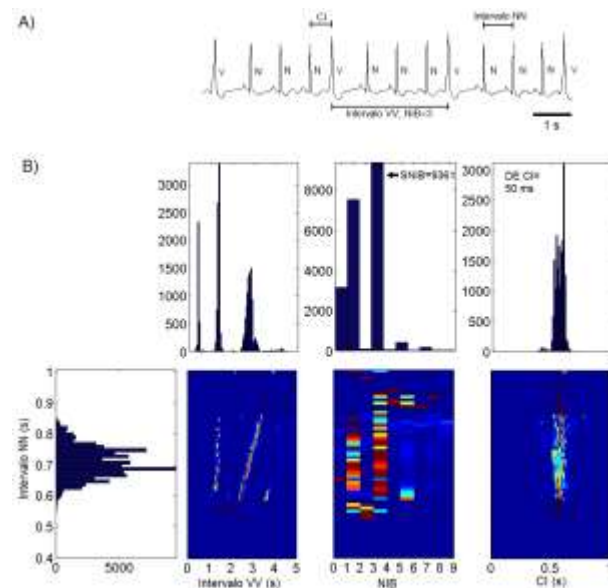 A)
CI
Intervalo NN
V N N N V N N N V N N N V
Intervalo VV, NIB=3
1 s
B)
3000
2500
2000
1500
1000
500
0
8000
6000
4000
2000
0
SNIB=9361
3000
2500
2000
1500
1000
500
0
DE CI=
50 ms
Intervalo NN (s)
1
0.9
0.8
0.7
0.6
0.5
0.4
0 5000
0 1 2 3 4 5
Intervalo VV (s)
0 1 2 3 4 5 6 7 8 9
NIB
0 0.5 1
CI (s)